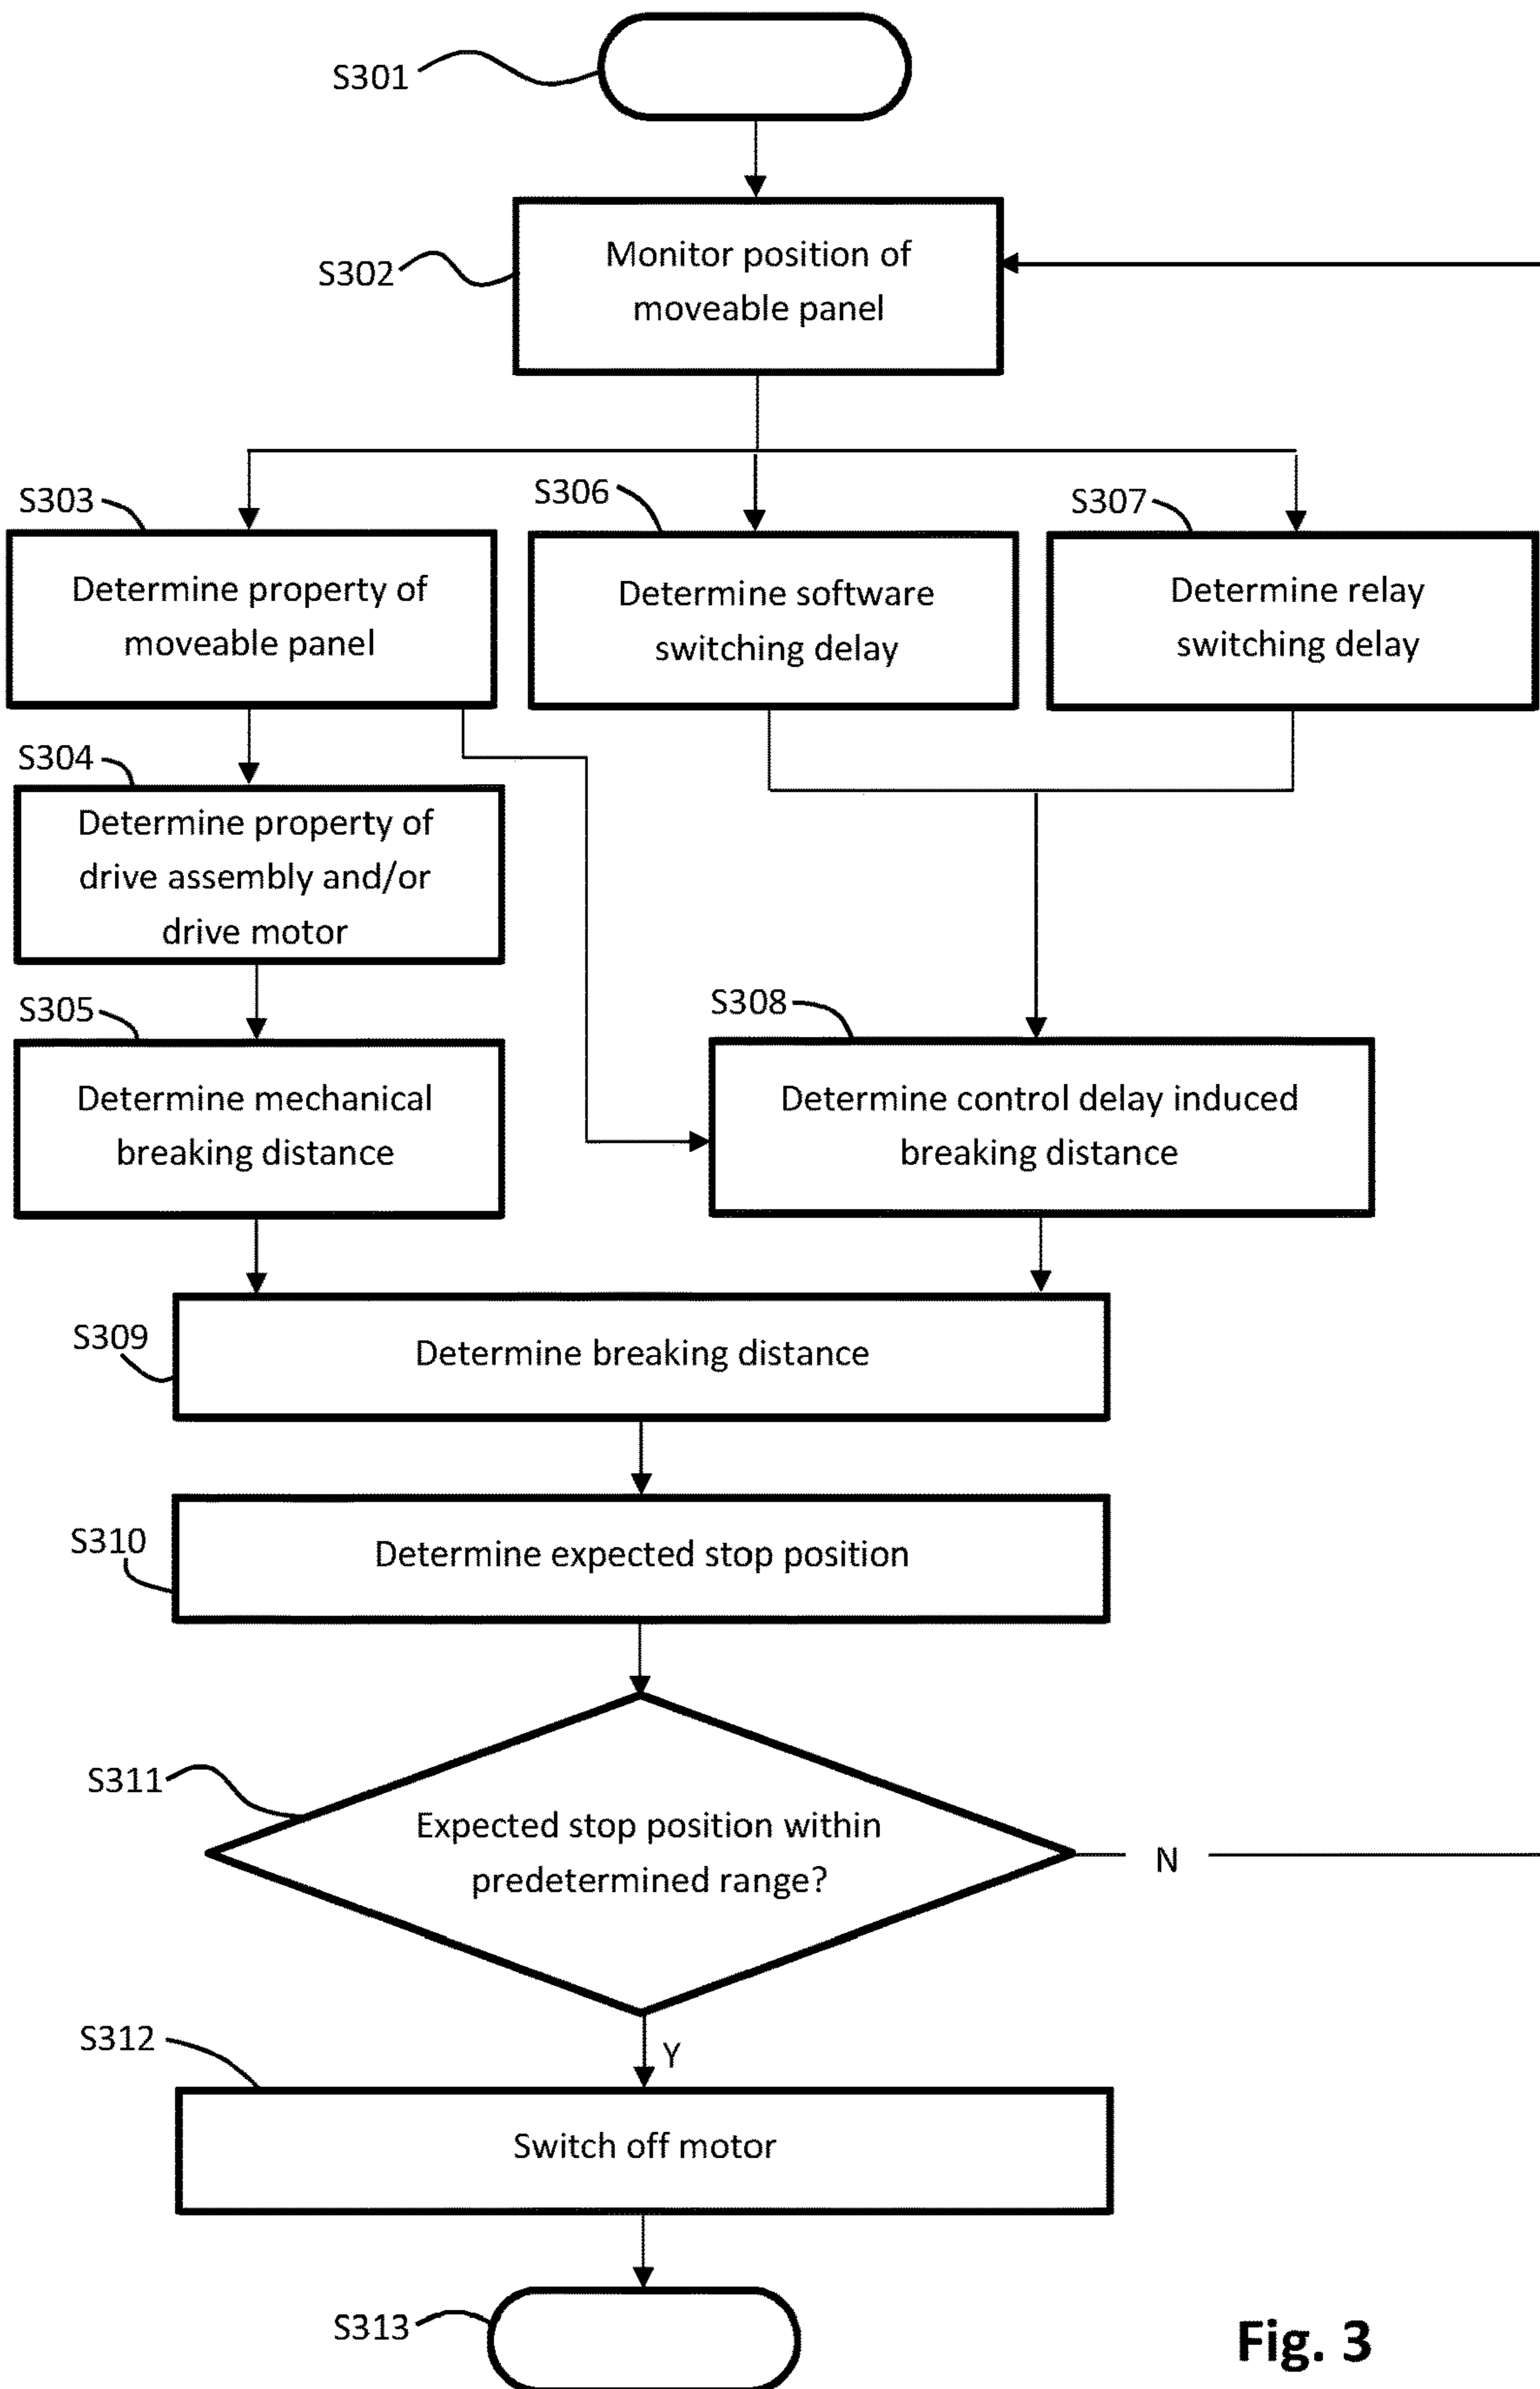 S301
S302
Monitor position of
moveable panel
S303
S306
S307
Determine property of
moveable panel
Determine software
switching delay
Determine relay
switching delay
S304
Determine property of
drive assembly and/or
drive motor
S305
Determine mechanical
breaking distance
S308
Determine control delay induced
breaking distance
S309
Determine breaking distance
S310
Determine expected stop position
S311
Expected stop position within
predetermined range?
N
Y
S312
Switch off motor
S313
Fig. 3